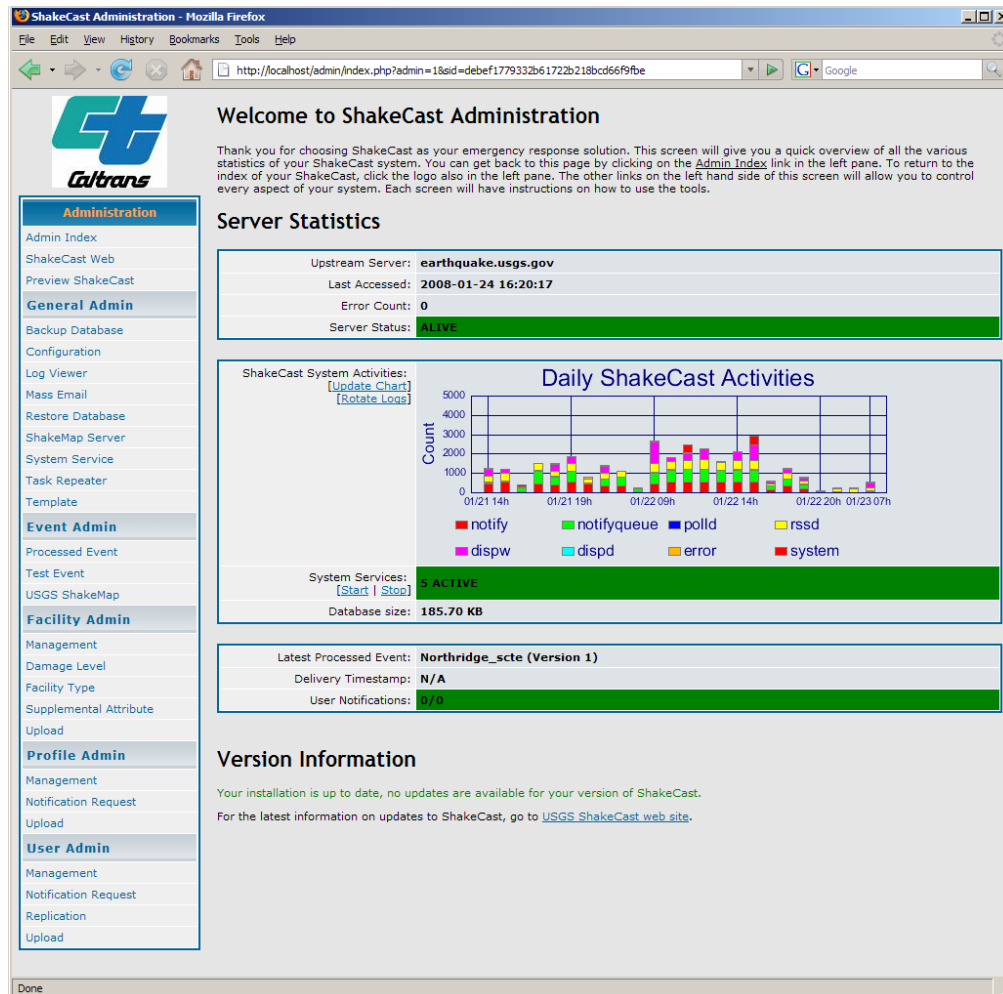 ShakeCast Administration - Mozilla Firefox
File Edit View History Bookmarks Tools Help
http://localhost/admin/index.php?admin=1&sid=debef1779332b61722b218bcd66f9fbe
G Google
Caltrans
Administration
Admin Index
ShakeCast Web
Preview ShakeCast
General Admin
Backup Database
Configuration
Log Viewer
Mass Email
Restore Database
ShakeMap Server
System Service
Task Repeater
Template
Event Admin
Processed Event
Test Event
USGS ShakeMap
Facility Admin
Management
Damage Level
Facility Type
Supplemental Attribute
Upload
Profile Admin
Management
Notification Request
Upload
User Admin
Management
Notification Request
Replication
Upload
Welcome to ShakeCast Administration
Thank you for choosing ShakeCast as your emergency response solution. This screen will give you a quick overview of all the various
statistics of your ShakeCast system. You can get back to this page by clicking on the Admin Index link in the left pane. To return to the
index of your ShakeCast, click the logo also in the left pane. The other links on the left hand side of this screen will allow you to control
every aspect of your system. Each screen will have instructions on how to use the tools.
Server Statistics
Upstream Server: earthquake.usgs.gov
Last Accessed: 2008-01-24 16:20:17
Error Count: 0
Server Status: ALIVE
ShakeCast System Activities:
[Update Chart]
[Rotate Logs]
Daily ShakeCast Activities
Count
5000
4000
3000
2000
1000
0
01/21 14h 01/21 19h 01/22 09h 01/22 14h 01/22 20h 01/23 07h
notify notifyqueue polld rssd
dispw dispd error system
System Services: 5 ACTIVE
[Start | Stop]
Database size: 185.70 KB
Latest Processed Event: Northridge_scte (Version 1)
Delivery Timestamp: N/A
User Notifications: 0/0
Version Information
Your installation is up to date, no updates are available for your version of ShakeCast.
For the latest information on updates to ShakeCast, go to USGS ShakeCast web site.
Done